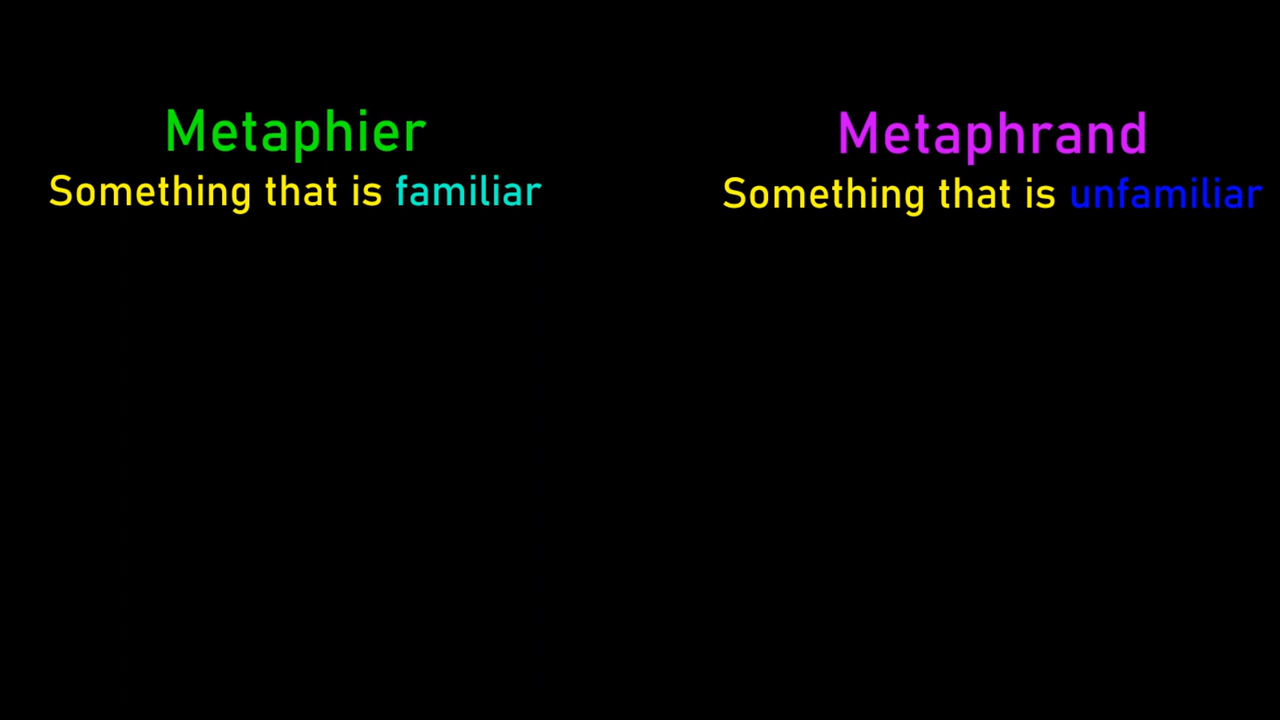 Metaphier
Something that is familiar
Metaphrand
Something that is unfamiliar